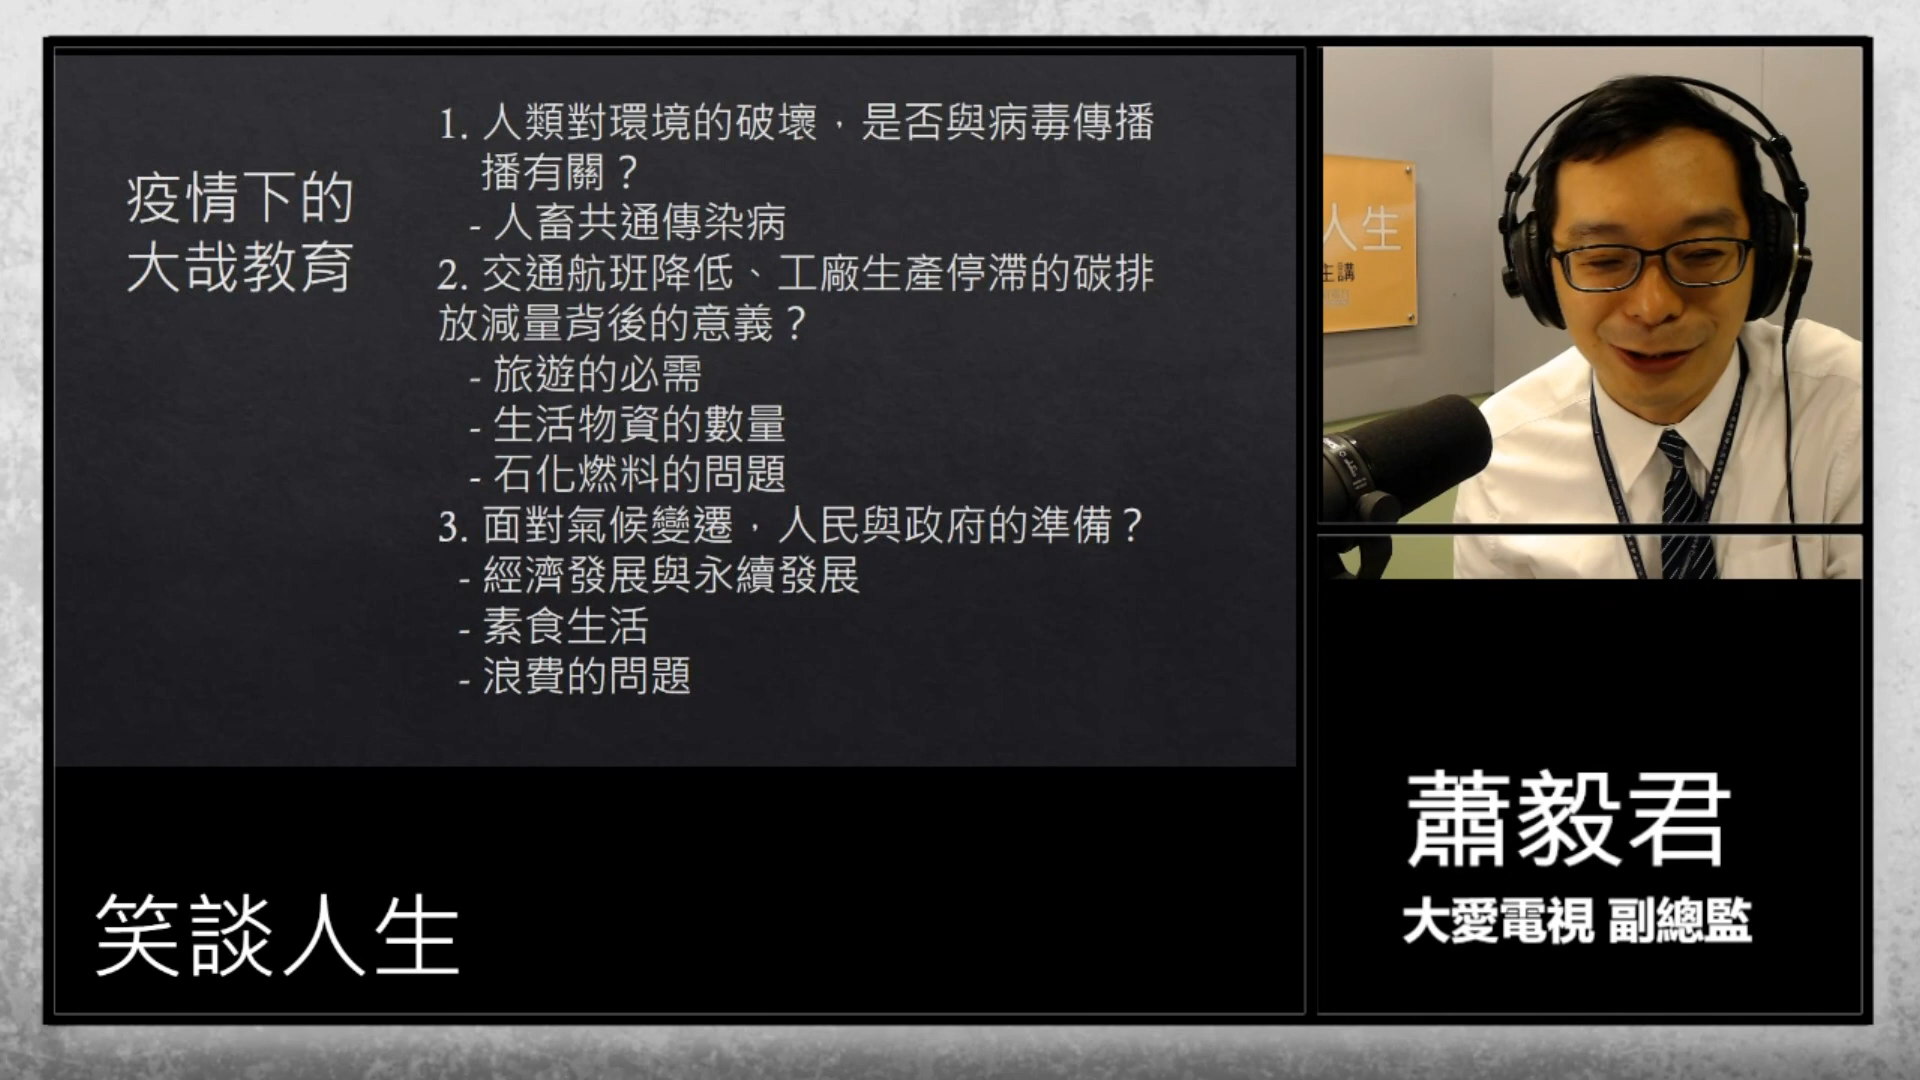 疫情下的
大哉教育
1. 人類對環境的破壞，是否與病毒傳播
播有關？
- 人畜共通傳染病
2. 交通航班降低、工廠生產停滯的碳排
放減量背後的意義？
- 旅遊的必需
- 生活物資的數量
- 石化燃料的問題
3. 面對氣候變遷，人民與政府的準備？
- 經濟發展與永續發展
- 素食生活
- 浪費的問題
人生
主講
蕭毅君
大愛電視 副總監
笑談人生